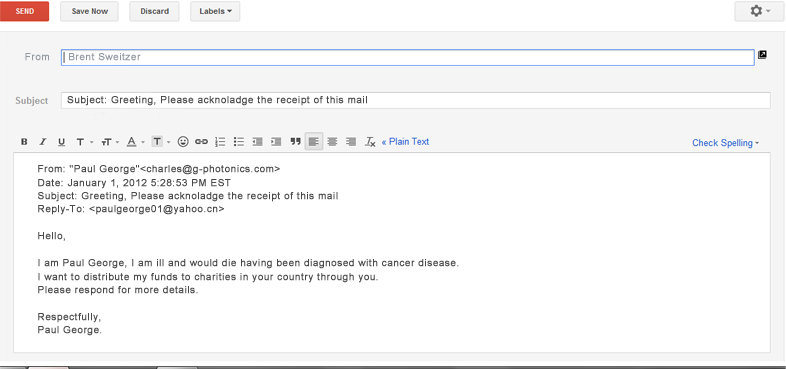 SEND Save Now Discard Labels
From Brent Sweitzer
Subject Subject: Greeting, Please acknoladge the receipt of this mail
B I U T TT A T « Plain Text Check Spelling
From: "Paul George"<charles@g-photonics.com>
Date: January 1, 2012 5:28:53 PM EST
Subject: Greeting, Please acknoladge the receipt of this mail
Reply-To: <paulgeorge01@yahoo.cn>
Hello,
I am Paul George, I am ill and would die having been diagnosed with cancer disease.
I want to distribute my funds to charities in your country through you.
Please respond for more details.
Respectfully,
Paul George.